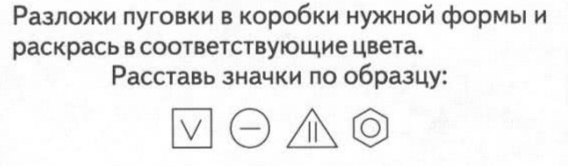 Разложи пуговки в коробки нужной формы и
раскрась в соответствующие цвета.
Расставь значки по образцу: